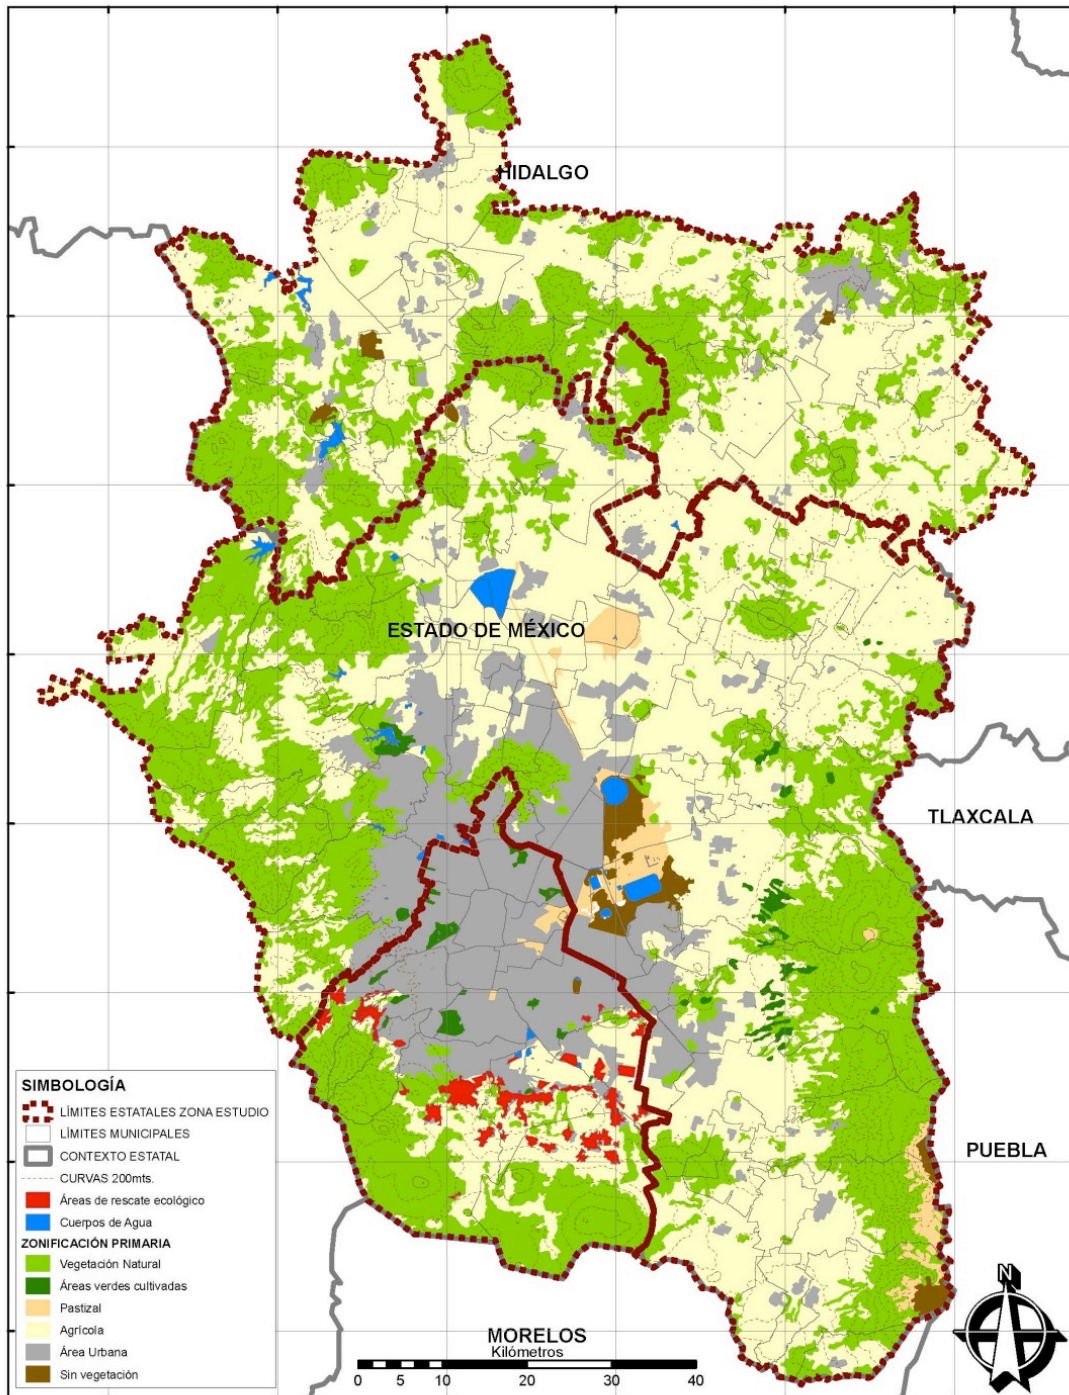 HIDALGO
ESTADO DE MÉXICO
TLAXCALA
PUEBLA
MORELOS
Kilómetros
0 5 10 20 30 40
N
SIMBOLOGÍA
LÍMITES ESTATALES ZONA ESTUDIO
LÍMITES MUNICIPALES
CONTEXTO ESTATAL
CURVAS 200mts.
Áreas de rescate ecológico
Cuerpos de Agua
ZONIFICACIÓN PRIMARIA
Vegetación Natural
Áreas verdes cultivadas
Pastizal
Agrícola
Área Urbana
Sin vegetación